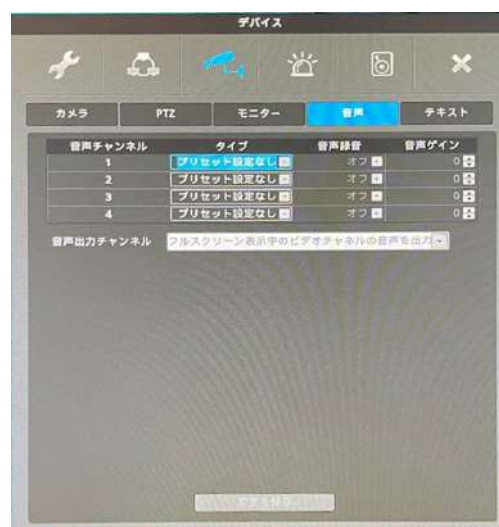 デバイス
カメラ PTZ モニター 音声 テキスト
音声チャンネル タイプ 音声録音 音声ゲイン
1 プリセット設定なし オフ 0
2 プリセット設定なし オフ 0
3 プリセット設定なし オフ 0
4 プリセット設定なし オフ 0
音声出力チャンネル フルスクリーン表示中のビデオチャネルの音声を出力